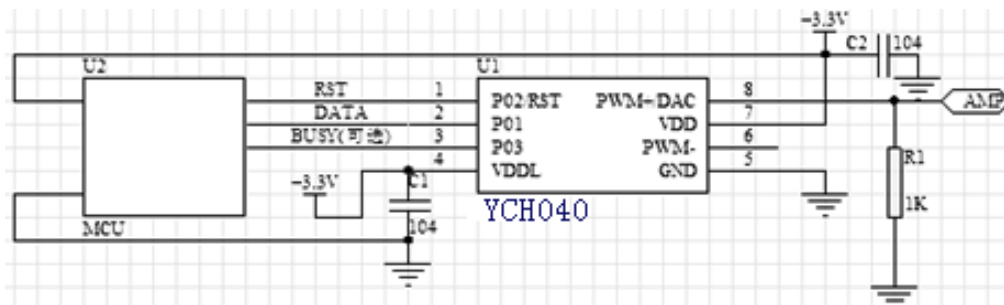 -3.3V
C2 104
U2
U1
RST 1 P02/RST PWM+/DAC 8 AMP
DATA 2 P01 VDD 7
BUSY(可选) 3 P03 PWM- 6
4 VDDL GND 5
-3.3V
C1
R1
1K
YCH040
MCU
104